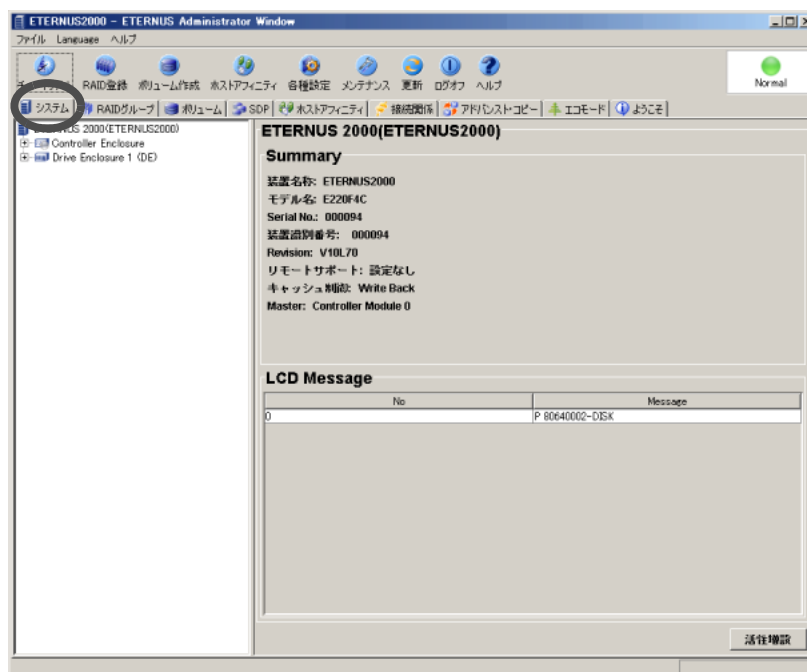 ETERNUS2000 - ETERNUS Administrator Window
ファイル Language ヘルプ
RAID登録 ボリューム作成 ホストアフィニティ 各種設定 メンテナンス 更新 ログオフ ヘルプ
Normal
システム RAIDグループ ボリューム SDP ホストアフィニティ 接続関係 アドバンストコピー エコモード ようこそ
ETERNUS 2000(ETERNUS2000)
Controller Enclosure
Drive Enclosure 1 (DE)
ETERNUS 2000(ETERNUS2000)
Summary
装置名称: ETERNUS2000
モデル名: E220F4C
Serial No.: 000094
装置識別番号: 000094
Revision: V10L70
リモートサポート: 設定なし
キャッシュ制御: Write Back
Master: Controller Module 0
LCD Message
No Message
0 P 80640002-DISK
活性増設